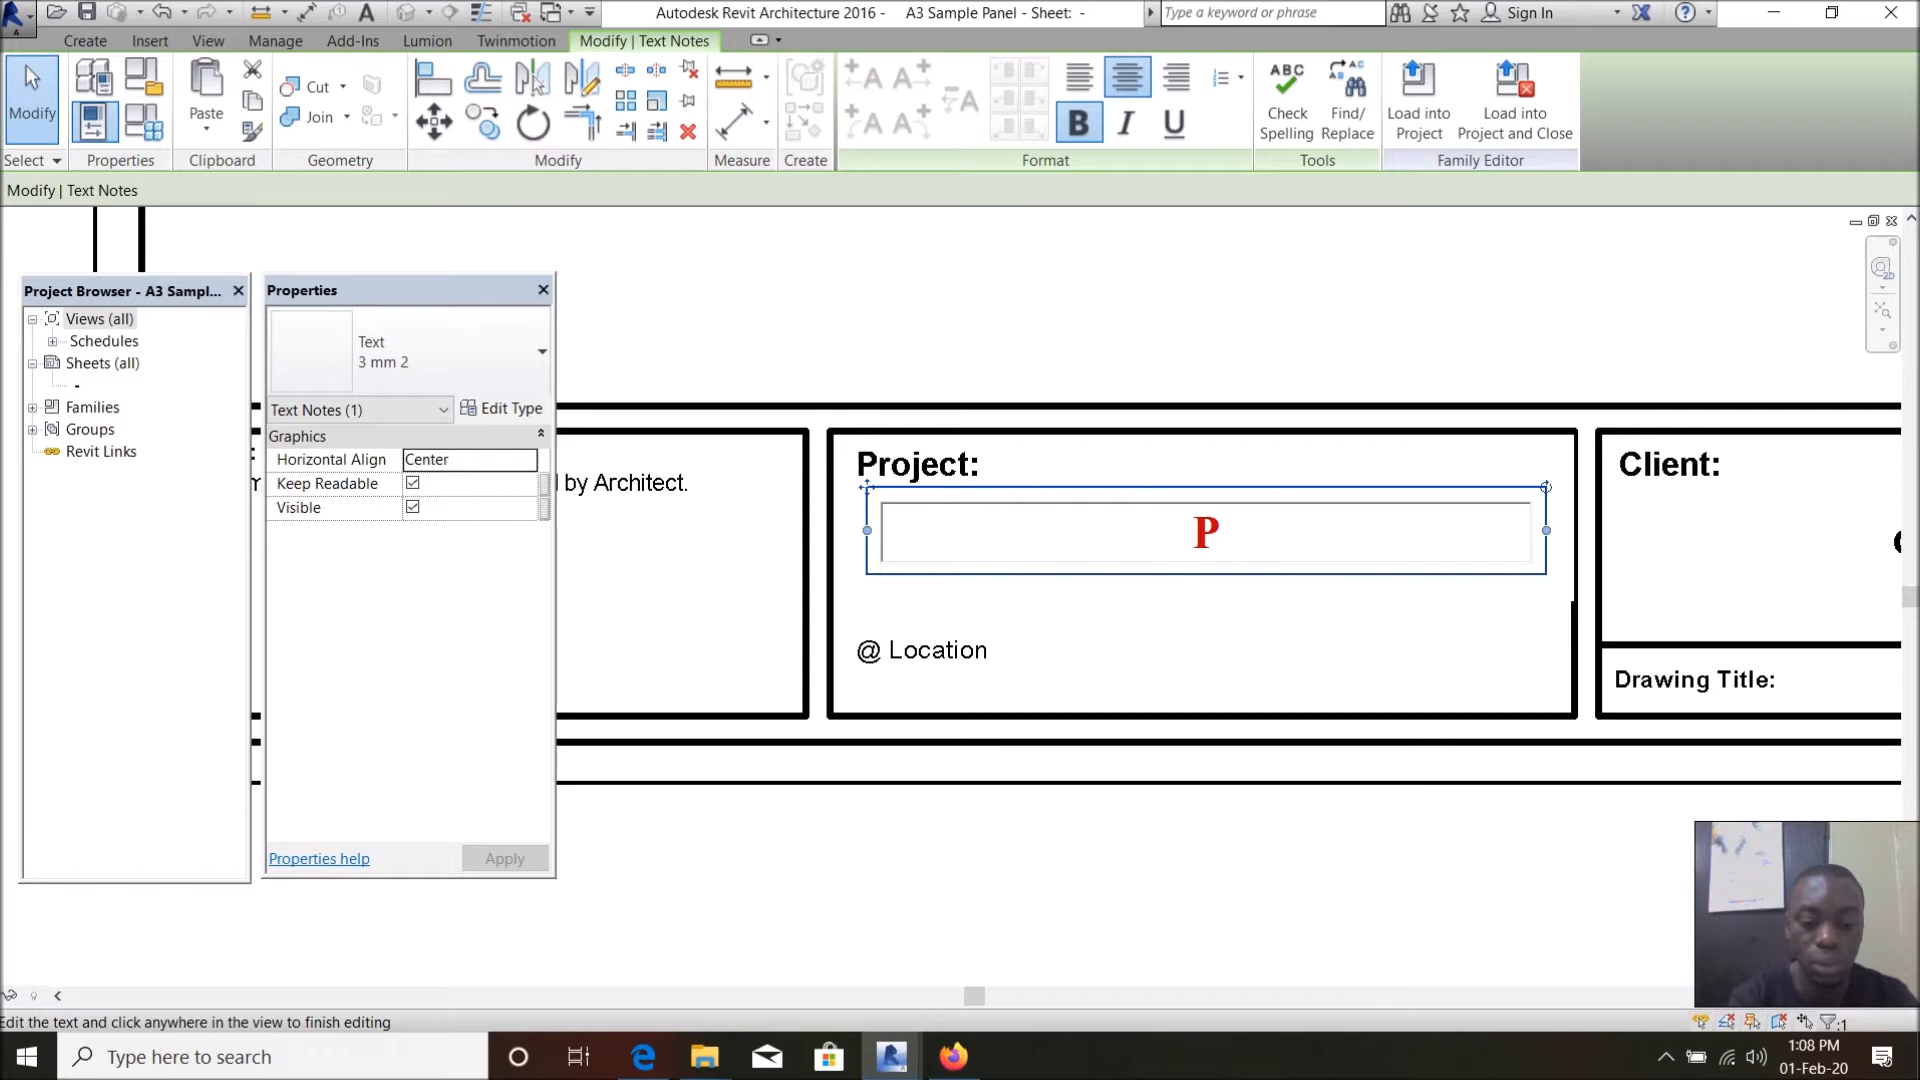 Autodesk Revit Architecture 2016 -    A3 Sample Panel - Sheet: -
Type a keyword or phrase
Sign In
Create Insert View Manage Add-Ins Lumion Twinmotion Modify | Text Notes
Modify
Paste
Cut
Join
ABC
Check Spelling
Find/ Replace
Load into Project
Load into Project and Close
B I U
Select Properties Clipboard Geometry Modify Measure Create Format Tools Family Editor
Modify | Text Notes
Project Browser - A3 Sampl...
Views (all)
Schedules
Sheets (all)
-
Families
Groups
Revit Links
Properties
Text
3 mm 2
Text Notes (1)
Edit Type
Graphics
Horizontal Align Center
Keep Readable
Visible
Properties help
Apply
by Architect.
Project:
P
@ Location
Client:
Drawing Title:
Edit the text and click anywhere in the view to finish editing
:1
Type here to search
1:08 PM
01-Feb-20